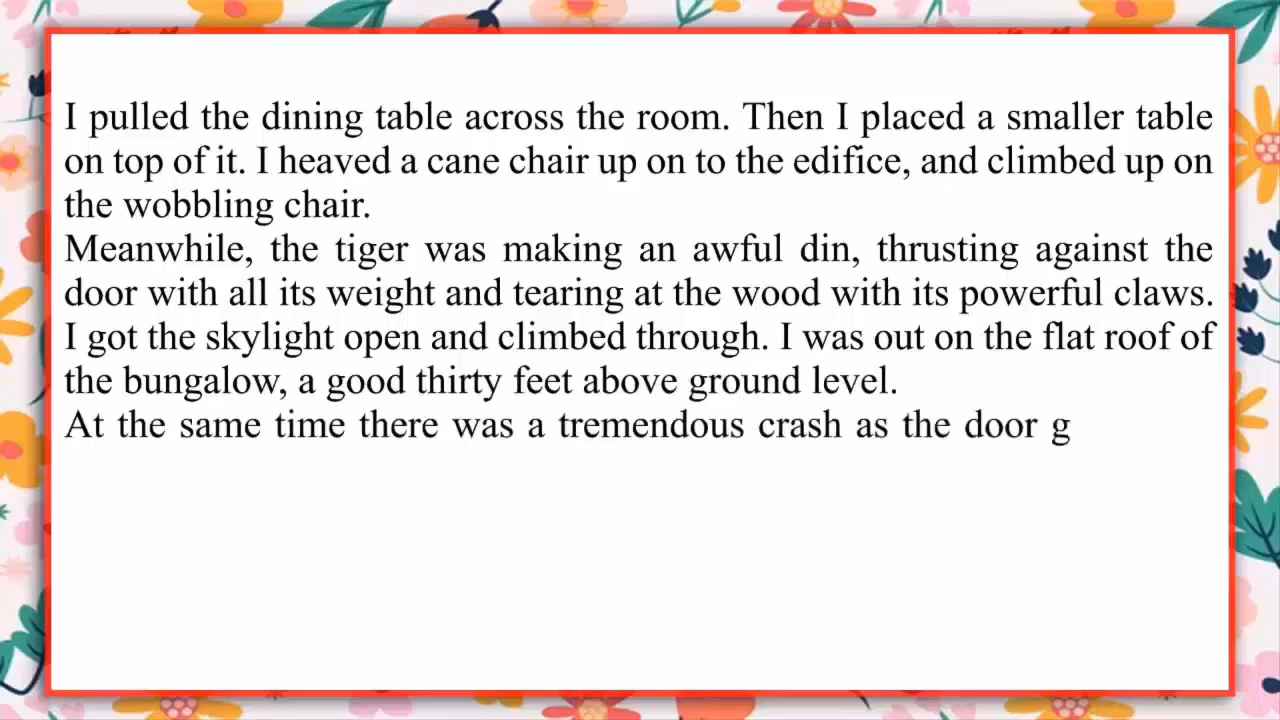 I pulled the dining table across the room. Then I placed a smaller table
on top of it. I heaved a cane chair up on to the edifice, and climbed up on
the wobbling chair.
Meanwhile, the tiger was making an awful din, thrusting against the
door with all its weight and tearing at the wood with its powerful claws.
I got the skylight open and climbed through. I was out on the flat roof of
the bungalow, a good thirty feet above ground level.
At the same time there was a tremendous crash as the door g